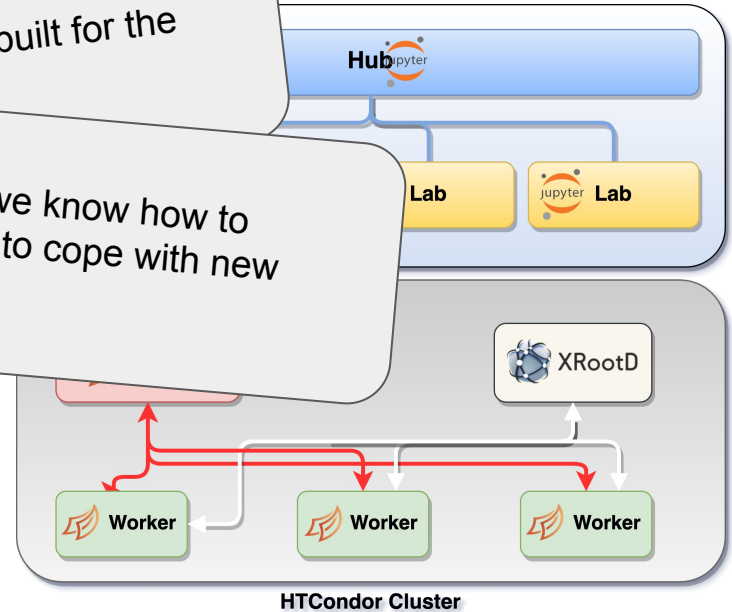 built for the
Hub
jupyter
we know how to
to cope with new
Lab
jupyter
Lab
XRootD
Worker
Worker
Worker
HTCondor Cluster